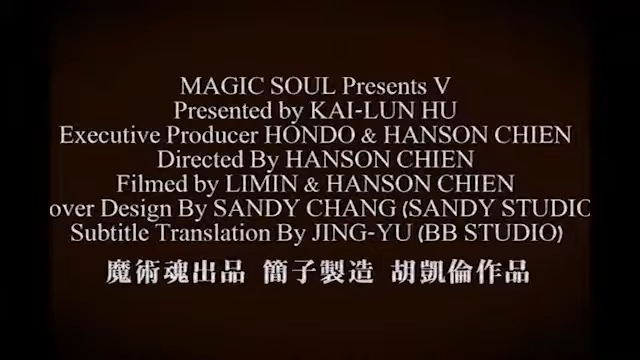 MAGIC SOUL Presents V
Presented by KAI-LUN HU
Executive Producer HONDO & HANSON CHIEN
Directed By HANSON CHIEN
Filmed by LIMIN & HANSON CHIEN
over Design By SANDY CHANG (SANDY STUDIO
Subtitle Translation By JING-YU (BB STUDIO)
魔術魂出品 簡子製造 胡凱倫作品